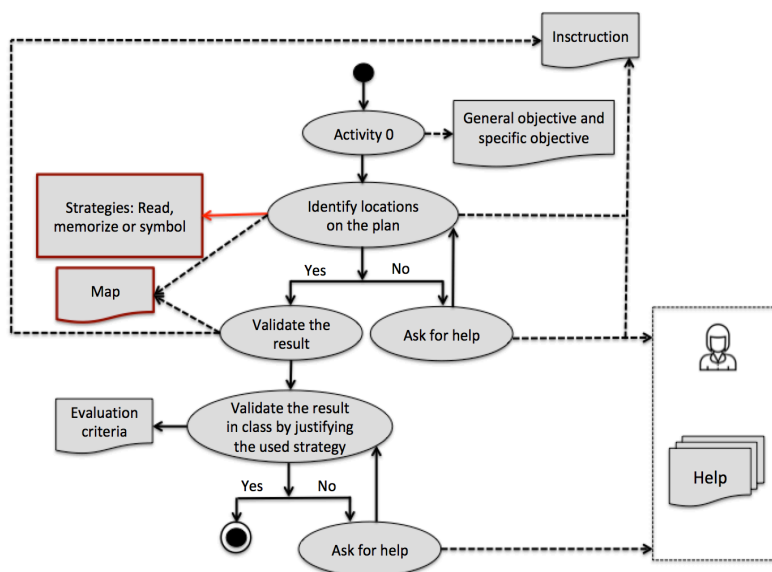 Insctruction
General objective and
specific objective
Activity 0
Strategies: Read,
memorize or symbol
Identify locations
on the plan
Yes
No
Map
Validate the
result
Ask for help
Evaluation
criteria
Validate the result
in class by justifying
the used strategy
Help
Yes
No
Ask for help